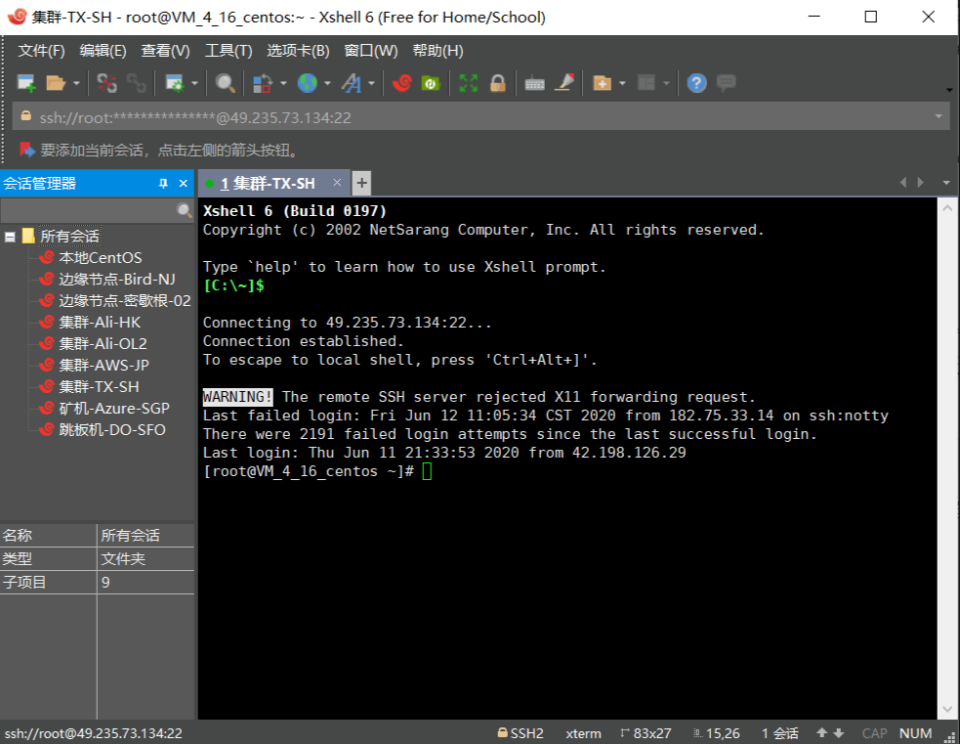 集群-TX-SH - root@VM_4_16_centos:~ - Xshell 6 (Free for Home/School)
文件(F) 编辑(E) 查看(V) 工具(T) 选项卡(B) 窗口(W) 帮助(H)
ssh://root:***************@49.235.73.134:22
要添加当前会话，点击左侧的箭头按钮。
会话管理器
1 集群-TX-SH
所有会话
本地CentOS
边缘节点-Bird-NJ
边缘节点-密歇根-02
集群-Ali-HK
集群-Ali-OL2
集群-AWS-JP
集群-TX-SH
矿机-Azure-SGP
跳板机-DO-SFO
名称 所有会话
类型 文件夹
子项目 9
Xshell 6 (Build 0197)
Copyright (c) 2002 NetSarang Computer, Inc. All rights reserved.
Type `help' to learn how to use Xshell prompt.
[C:\~]$
Connecting to 49.235.73.134:22...
Connection established.
To escape to local shell, press 'Ctrl+Alt+]'.
WARNING! The remote SSH server rejected X11 forwarding request.
Last failed login: Fri Jun 12 11:05:34 CST 2020 from 182.75.33.14 on ssh:notty
There were 2191 failed login attempts since the last successful login.
Last login: Thu Jun 11 21:33:53 2020 from 42.198.126.29
[root@VM_4_16_centos ~]#
ssh://root@49.235.73.134:22 SSH2 xterm 83x27 15,26 1 会话 CAP NUM